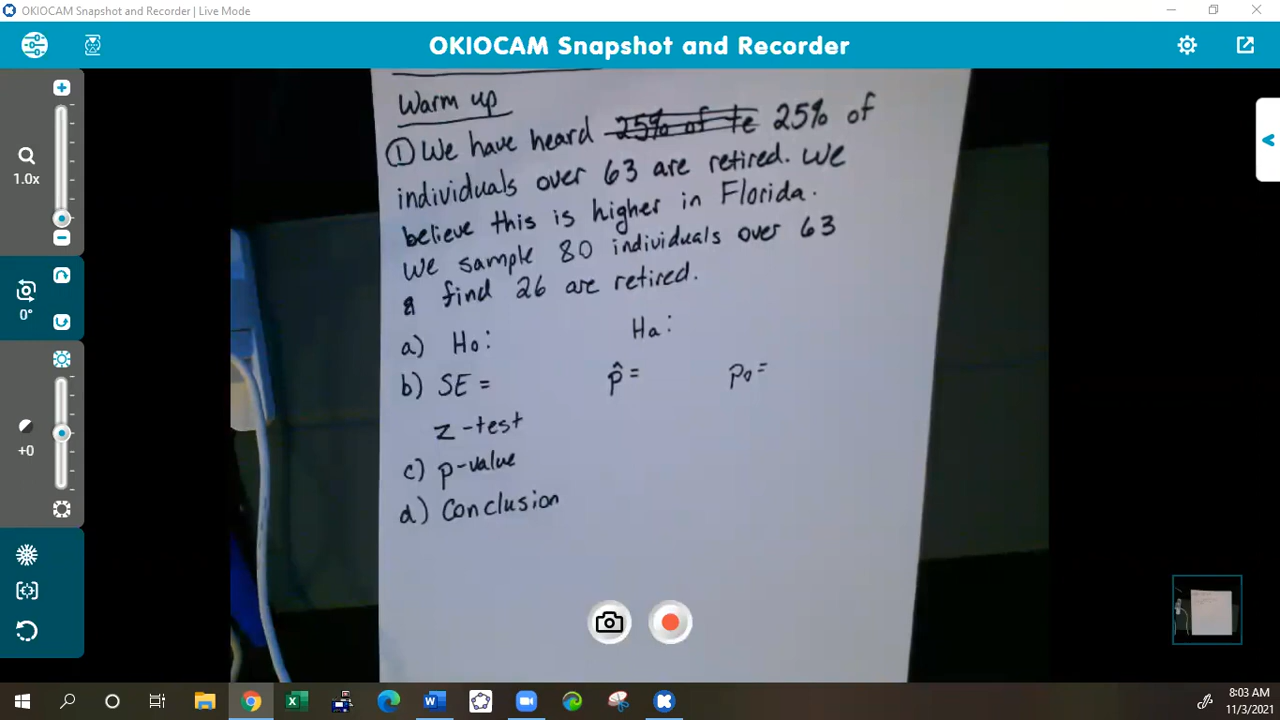 OKIOCAM Snapshot and Recorder | Live Mode
OKIOCAM Snapshot and Recorder
1.0x
0°
+0
Warm up
① We have heard 25% of te 25% of
individuals over 63 are retired. We
believe this is higher in Florida.
We sample 80 individuals over 63
& find 26 are retired.
a) H₀: Ha:
b) SE = p̂ = p₀ =
z-test
c) p-value
d) Conclusion
8:03 AM
11/3/2021